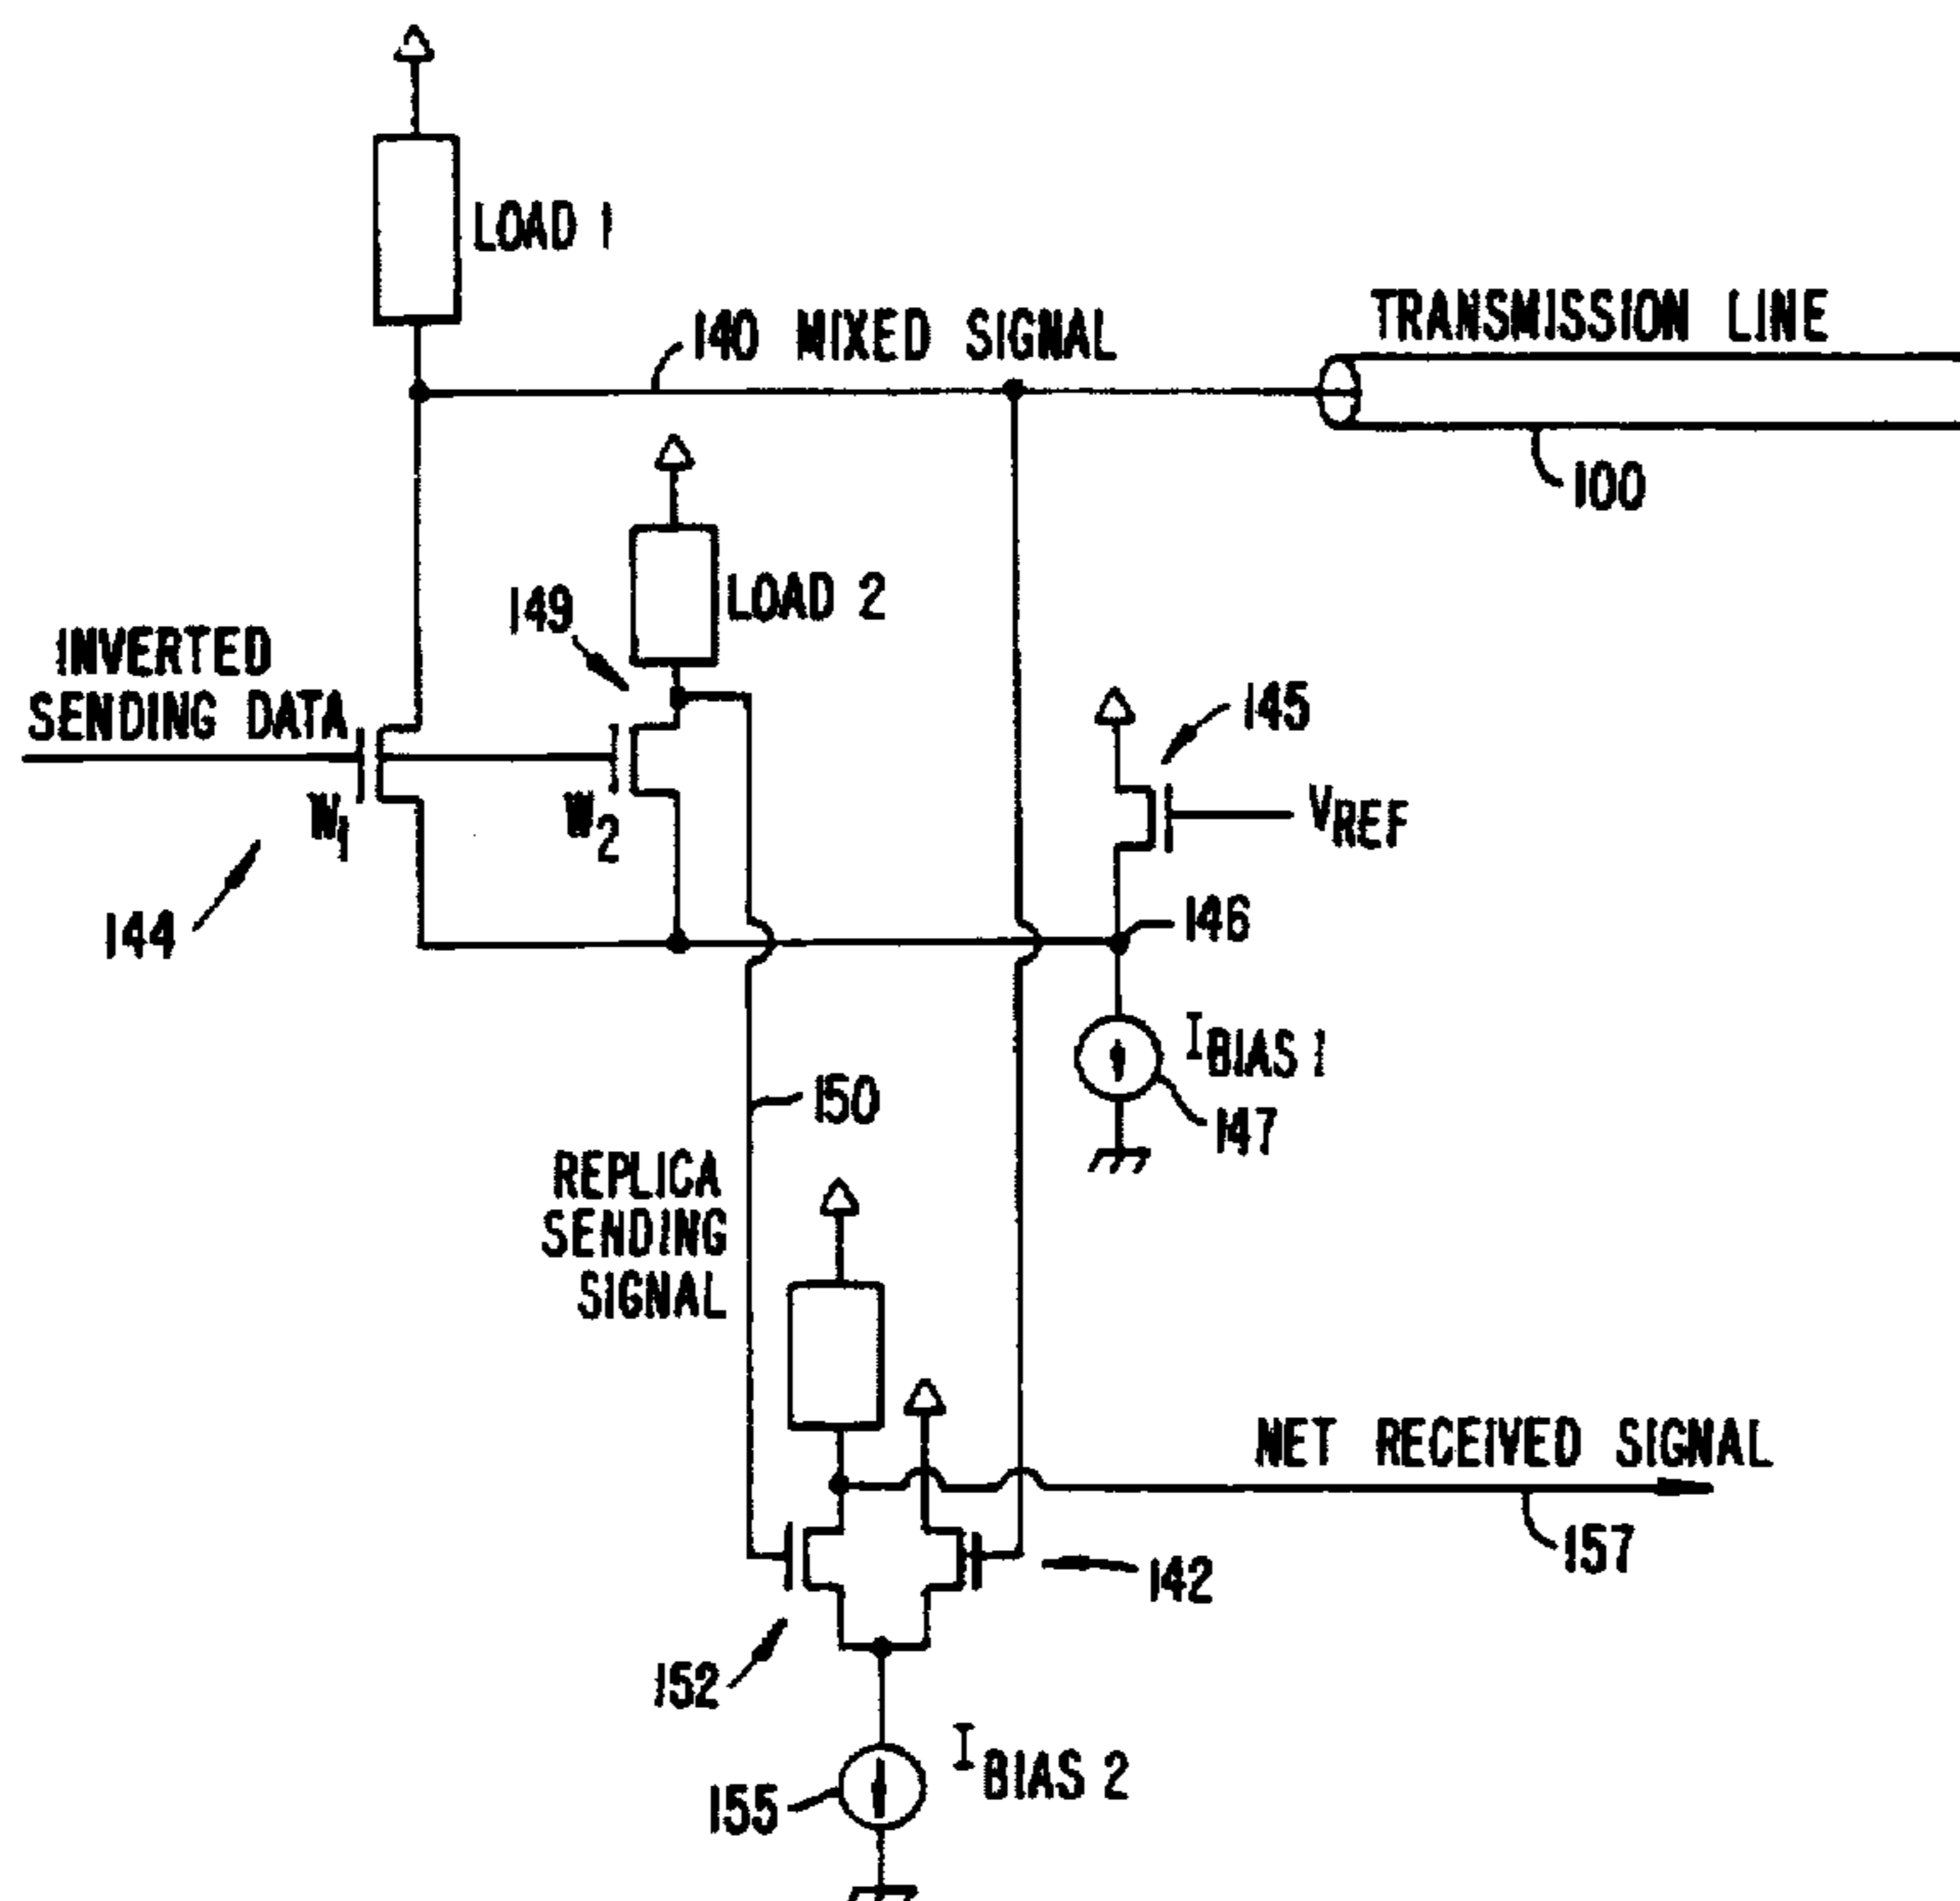 LOAD 1
140 MIXED SIGNAL
TRANSMISSION LINE
100
149
LOAD 2
INVERTED
SENDING DATA
W1
W2
144
145
VREF
146
IBIAS 1
147
150
REPLICA
SENDING
SIGNAL
NET RECEIVED SIGNAL
157
142
152
IBIAS 2
155